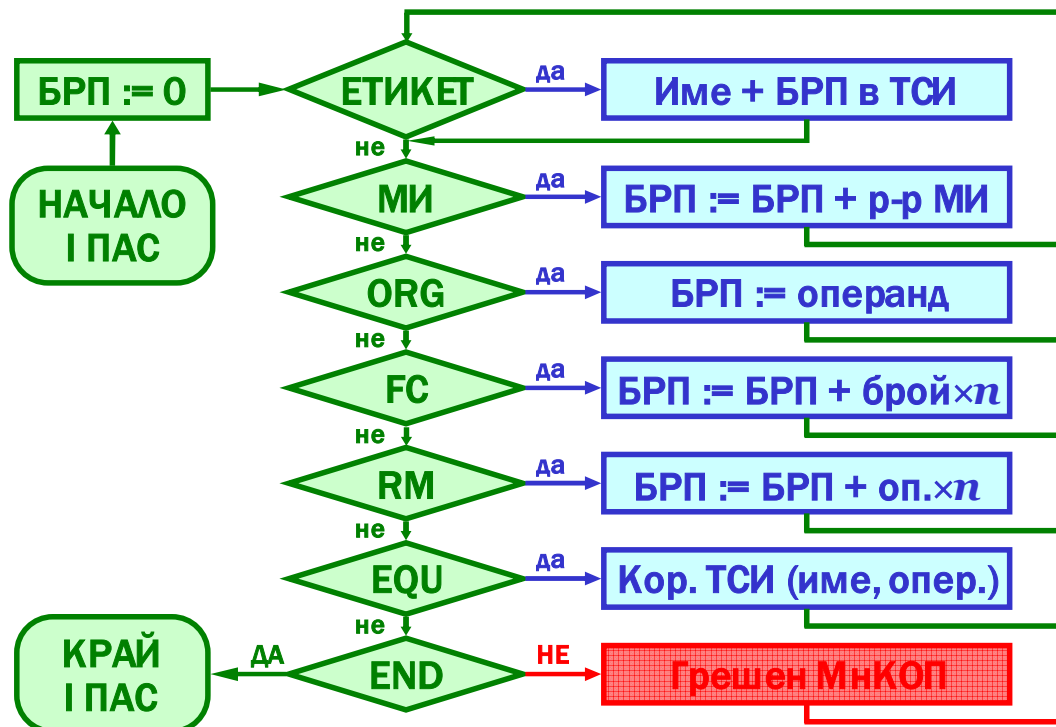 БРП := 0
ЕТИКЕТ
да
Име + БРП в ТСИ
не
НАЧАЛО
I ПАС
МИ
да
БРП := БРП + р-р МИ
не
ORG
да
БРП := операнд
не
FC
да
БРП := БРП + брой×n
не
RM
да
БРП := БРП + оп.×n
не
EQU
да
Кор. ТСИ (име, опер.)
не
КРАЙ
I ПАС
ДА
END
НЕ
Грешен МнКОП